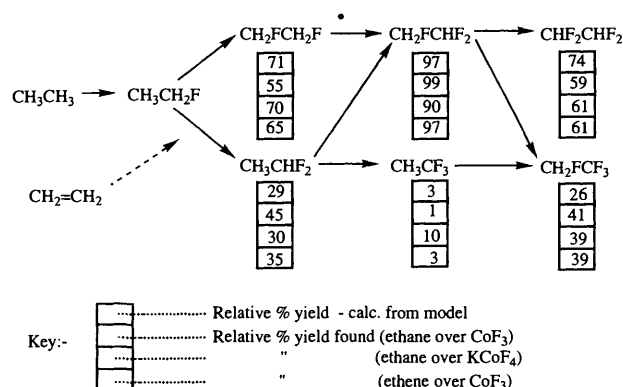 CH2FCH2F CH2FCHF2 CHF2CHF2
71 97 74
55 99 59
70 90 61
65 97 61
CH3CH3 CH3CH2F
CH3CHF2 CH3CF3 CH2FCF3
CH2=CH2
29 3 26
45 1 41
30 10 39
35 3 39
Relative % yield - calc. from model
Key:- Relative % yield found (ethane over CoF3)
" (ethane over KCoF4)
" (ethene over CoF3)